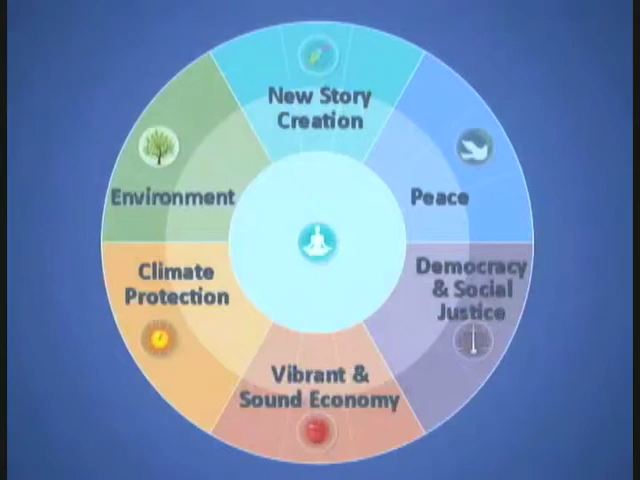 New Story
Creation
Environment
Peace
Climate
Protection
Democracy
& Social
Justice
Vibrant &
Sound Economy